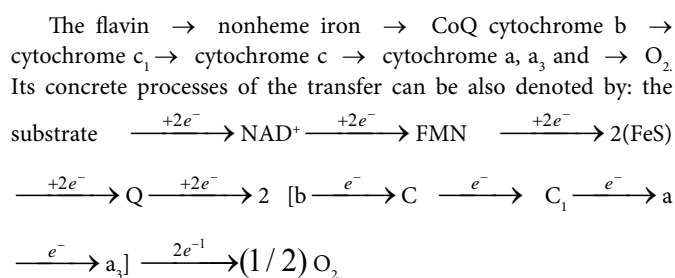 The flavin → nonheme iron → CoQ cytochrome b →
cytochrome c₁ → cytochrome c → cytochrome a, a₃ and → O₂.
Its concrete processes of the transfer can be also denoted by: the
substrate —+2e⁻→ NAD⁺ —+2e⁻→ FMN —+2e⁻→ 2(FeS)
—+2e⁻→ Q —+2e⁻→ 2 [b —e⁻→ C —e⁻→ C₁ —e⁻→ a
—e⁻→ a₃] —2e⁻¹→ (1/2) O₂.